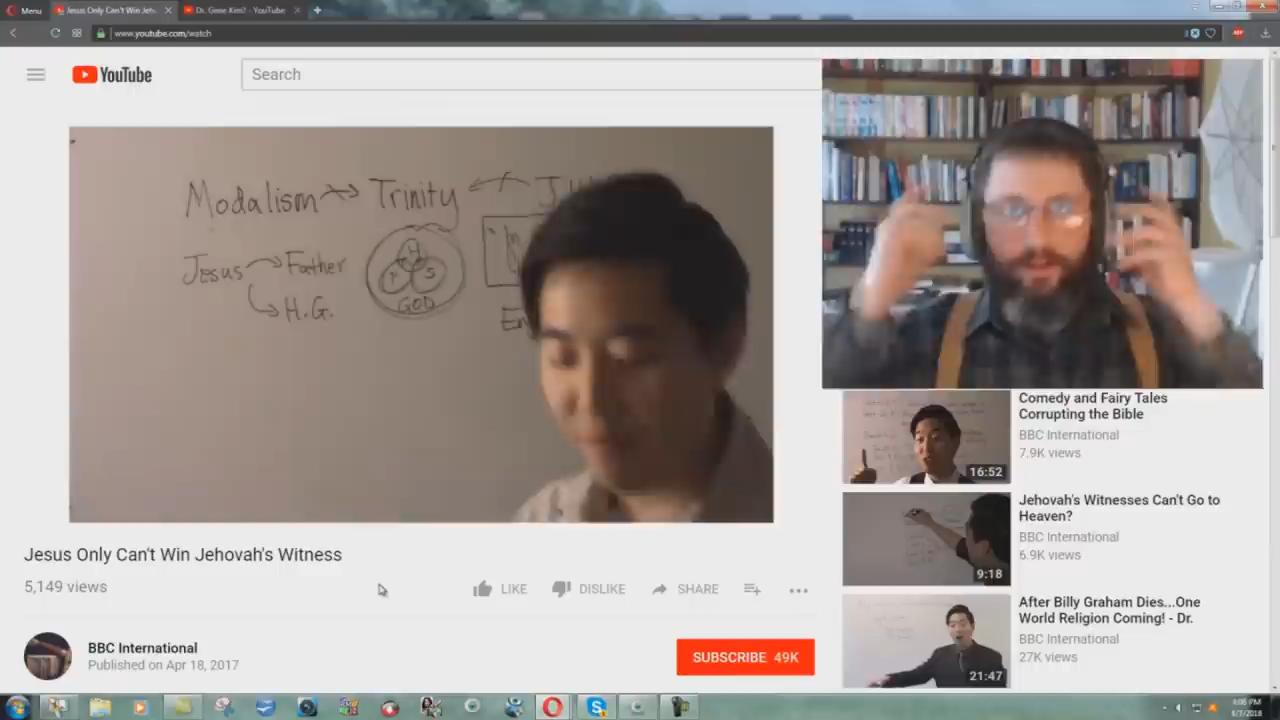 Menu
Jesus Only Can't Win Jeh
Dr. Gene Kim? - YouTube
www.youtube.com/watch
YouTube
Search
Modalism Trinity
Jesus Father
H.G.
P S
GOD
En
Jesus Only Can't Win Jehovah's Witness
5,149 views
LIKE DISLIKE SHARE
BBC International
Published on Apr 18, 2017
SUBSCRIBE 49K
Comedy and Fairy Tales
Corrupting the Bible
BBC International
7.9K views
16:52
Jehovah's Witnesses Can't Go to
Heaven?
BBC International
6.9K views
9:18
After Billy Graham Dies...One
World Religion Coming! - Dr.
BBC International
27K views
21:47